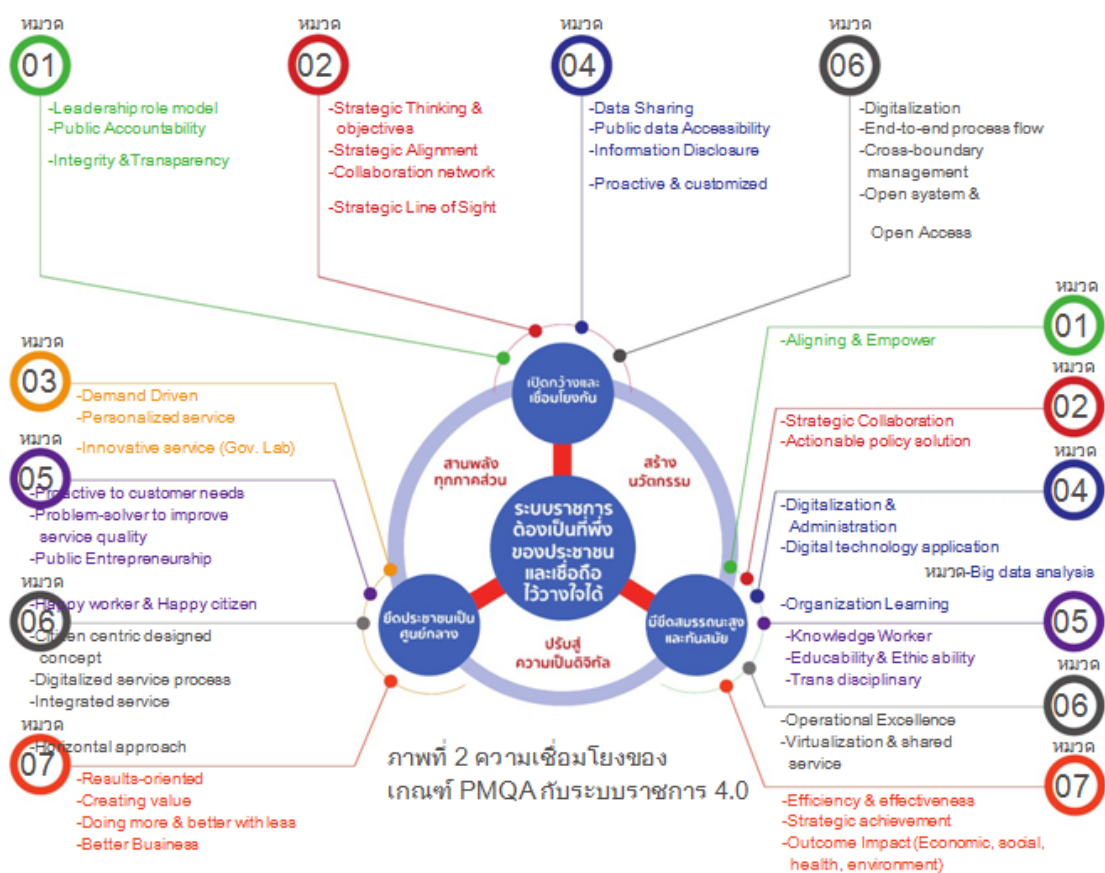 หมวด
01
-Leadership role model
-Public Accountability
-Integrity & Transparency
หมวด
02
-Strategic Thinking &
objectives
-Strategic Alignment
-Collaboration network
-Strategic Line of Sight
หมวด
04
-Data Sharing
-Public data Accessibility
-Information Disclosure
-Proactive & customized
หมวด
06
-Digitalization
-End-to-end process flow
-Cross-boundary
management
-Open system &
Open Access
หมวด
03
-Demand Driven
-Personalized service
-Innovative service (Gov. Lab)
หมวด
05
-Proactive to customer needs
-Problem-solver to improve
service quality
-Public Entrepreneurship
-Happy worker & Happy citizen
หมวด
06
-Citizen centric designed
concept
-Digitalized service process
-Integrated service
-Horizontal approach
หมวด
07
-Results-oriented
-Creating value
-Doing more & better with less
-Better Business
เปิดกว้างและ
เชื่อมโยงกัน
สานพลัง
ทุกภาคส่วน
สร้าง
นวัตกรรม
ระบบราชการ
ต้องเป็นที่พึ่ง
ของประชาชน
และเชื่อถือ
ไว้วางใจได้
ยึดประชาชนเป็น
ศูนย์กลาง
ปรับสู่
ความเป็นดิจิทัล
มีขีดสมรรถนะสูง
และทันสมัย
หมวด
01
-Aligning & Empower
หมวด
02
-Strategic Collaboration
-Actionable policy solution
หมวด
04
-Digitalization &
Administration
-Digital technology application
-Big data analysis
หมวด
05
-Organization Learning
-Knowledge Worker
-Educability & Ethic ability
-Trans disciplinary
หมวด
06
-Operational Excellence
-Virtualization & shared
service
หมวด
07
-Efficiency & effectiveness
-Strategic achievement
-Outcome Impact (Economic, social,
health, environment)
ภาพที่ 2 ความเชื่อมโยงของ
เกณฑ์ PMQA กับระบบราชการ 4.0